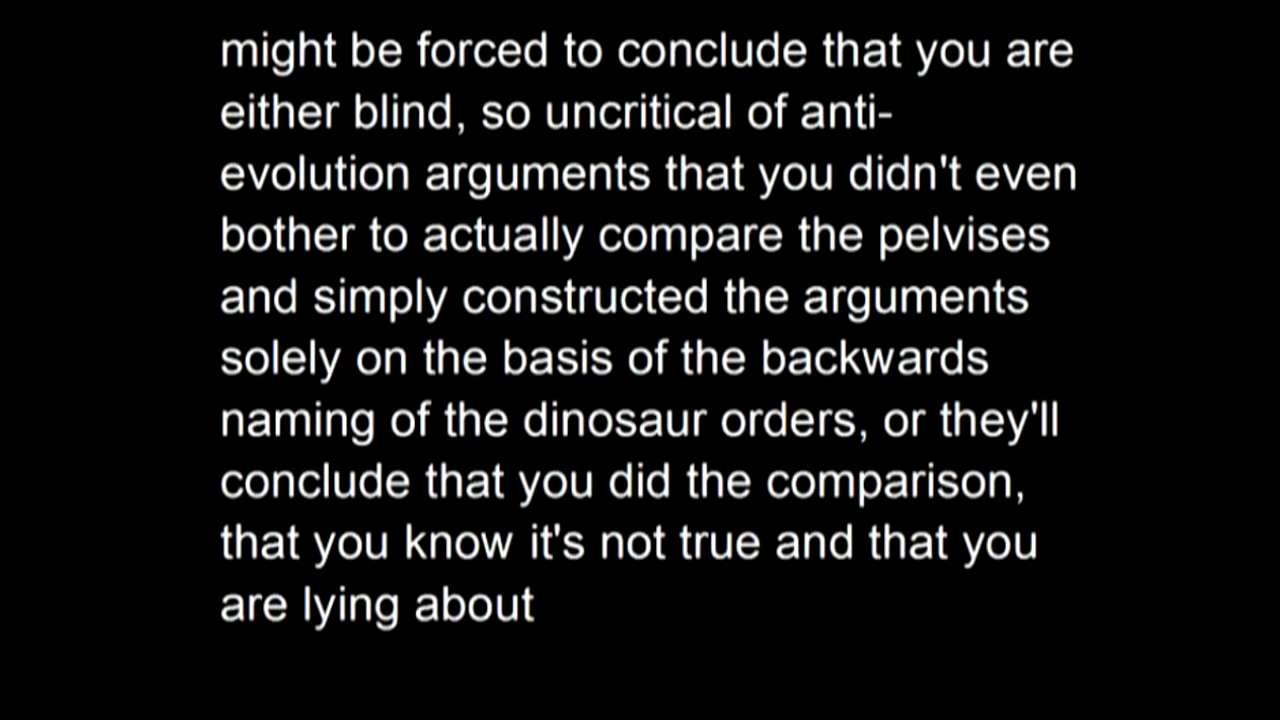 might be forced to conclude that you are
either blind, so uncritical of anti-
evolution arguments that you didn't even
bother to actually compare the pelvises
and simply constructed the arguments
solely on the basis of the backwards
naming of the dinosaur orders, or they'll
conclude that you did the comparison,
that you know it's not true and that you
are lying about